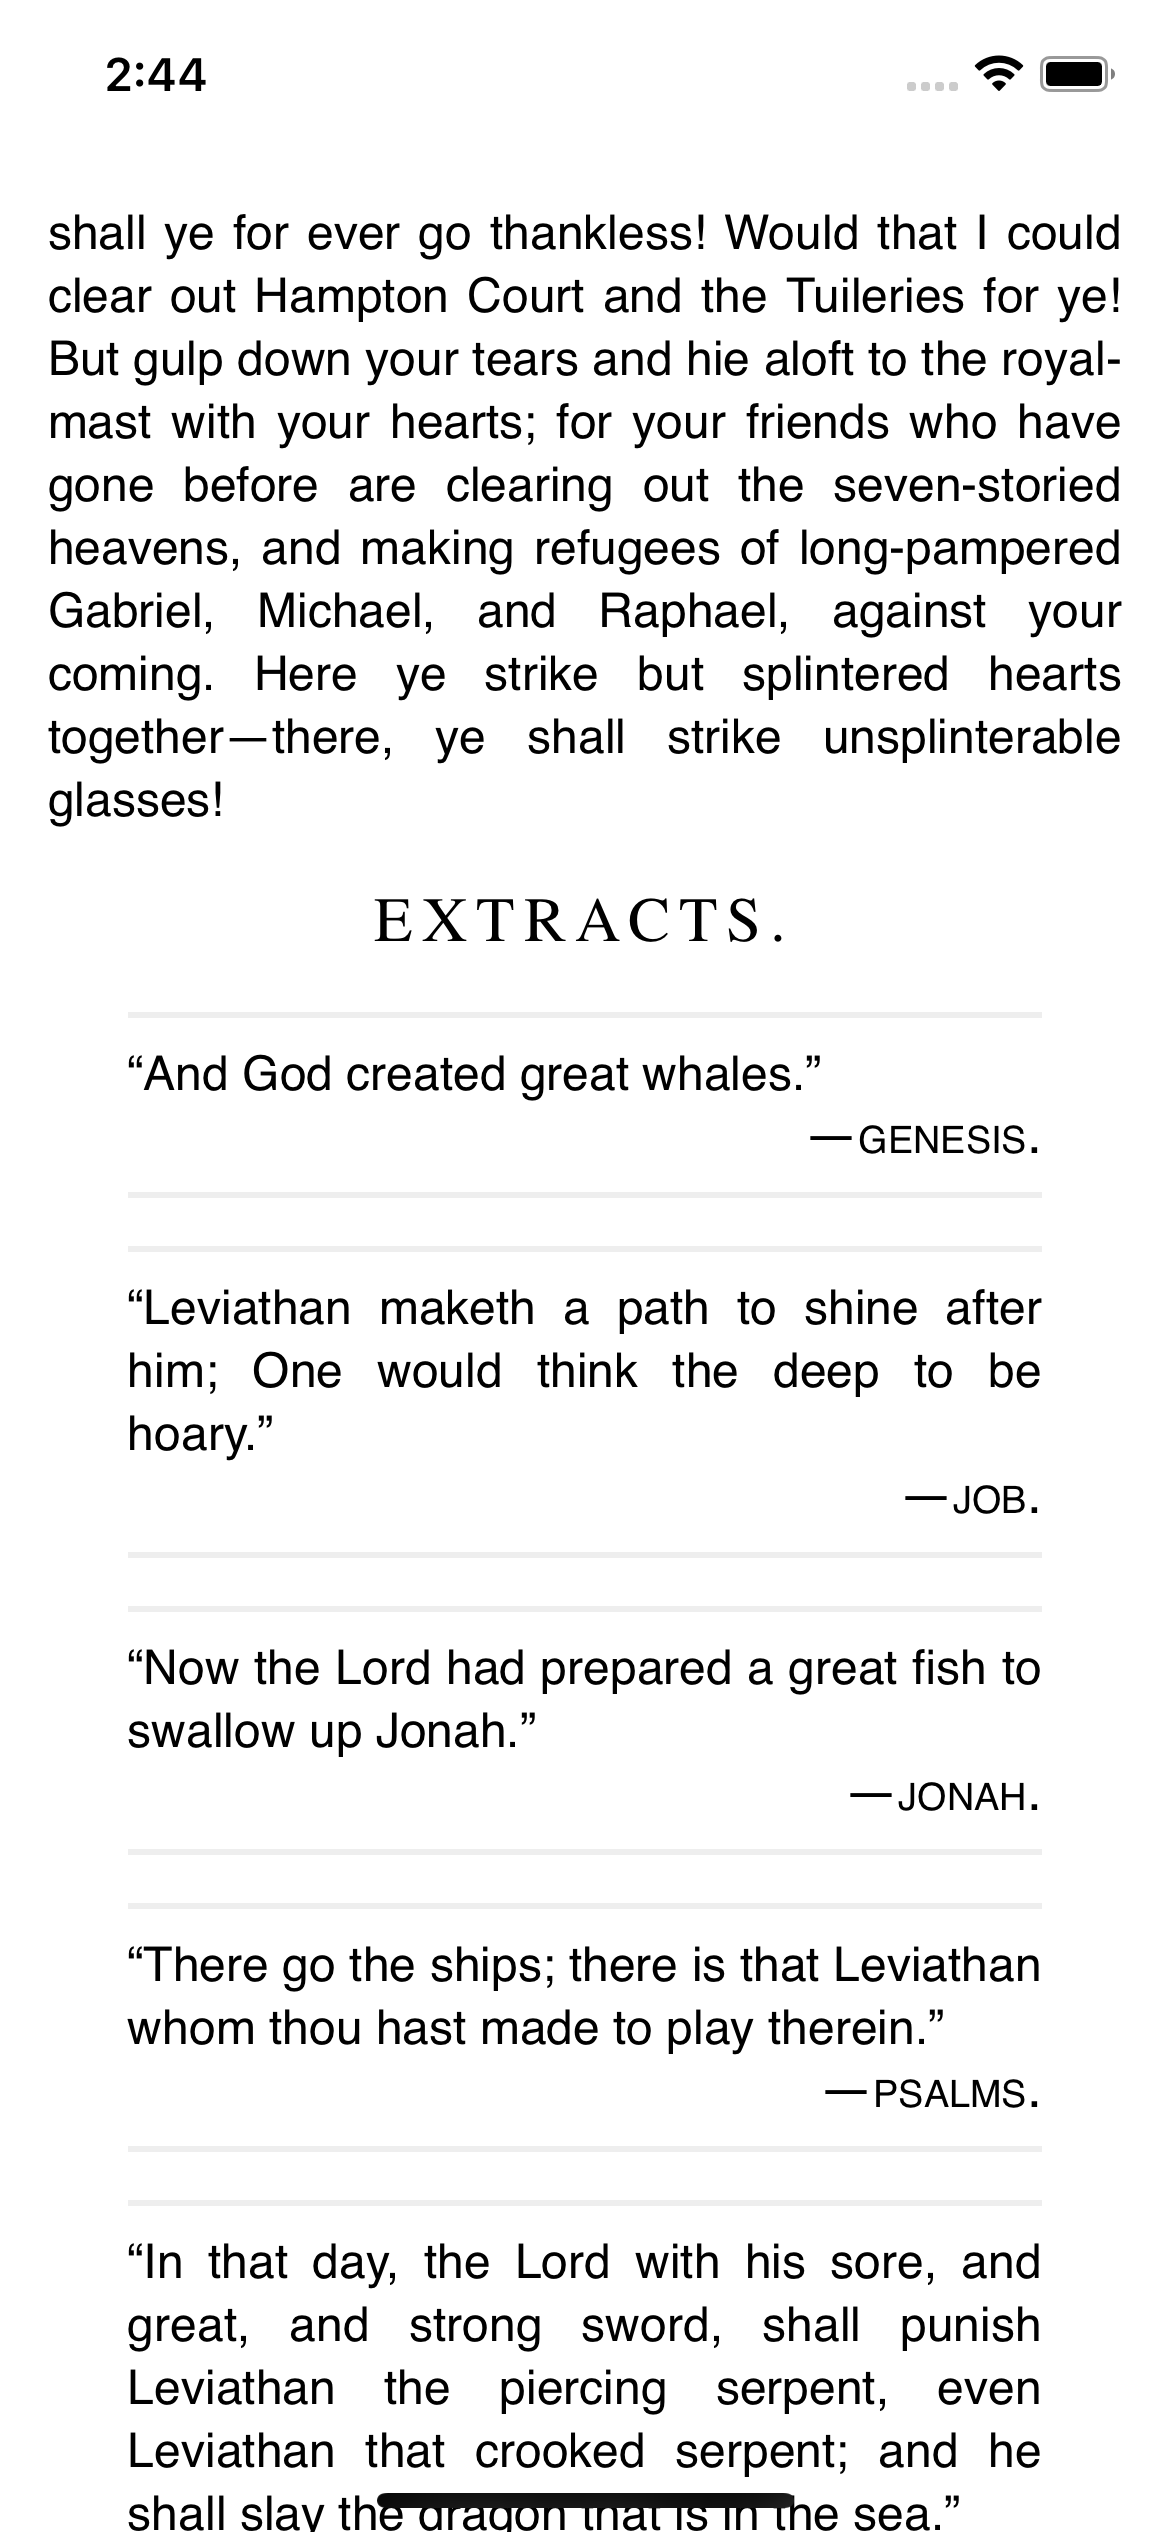 2:44
shall ye for ever go thankless! Would that I could
clear out Hampton Court and the Tuileries for ye!
But gulp down your tears and hie aloft to the royal-
mast with your hearts; for your friends who have
gone before are clearing out the seven-storied
heavens, and making refugees of long-pampered
Gabriel, Michael, and Raphael, against your
coming. Here ye strike but splintered hearts
together—there, ye shall strike unsplinterable
glasses!
EXTRACTS.
“And God created great whales.”
—GENESIS.
“Leviathan maketh a path to shine after
him; One would think the deep to be
hoary.”
—JOB.
“Now the Lord had prepared a great fish to
swallow up Jonah.”
—JONAH.
“There go the ships; there is that Leviathan
whom thou hast made to play therein.”
—PSALMS.
“In that day, the Lord with his sore, and
great, and strong sword, shall punish
Leviathan the piercing serpent, even
Leviathan that crooked serpent; and he
shall slay the dragon that is in the sea.”